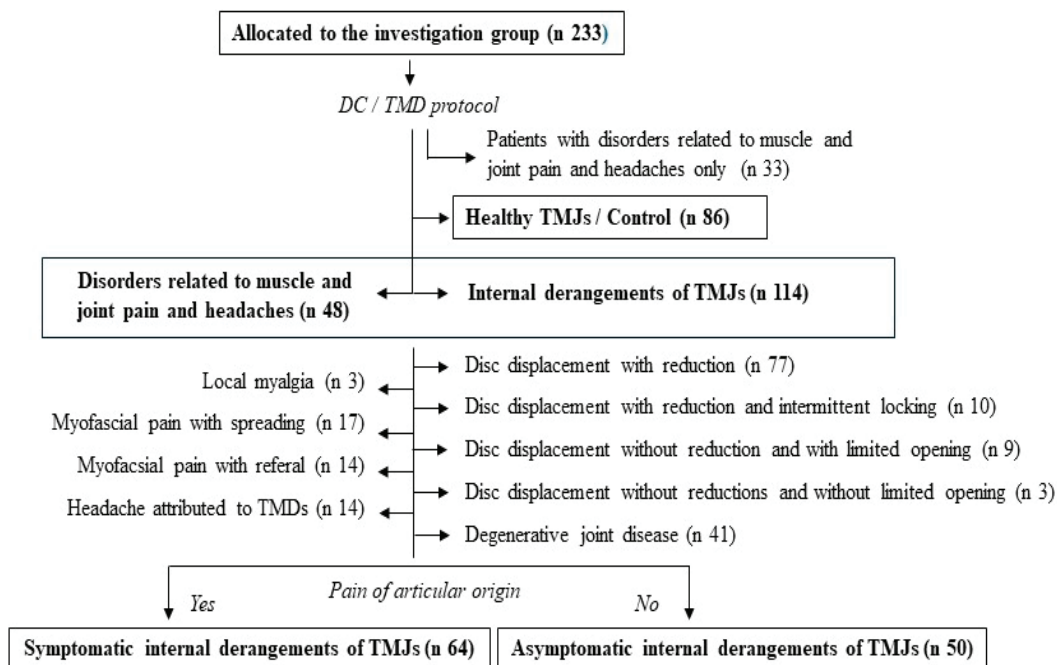 Allocated to the investigation group (n 233)
DC / TMD protocol
Patients with disorders related to muscle and
joint pain and headaches only (n 33)
Healthy TMJs / Control (n 86)
Disorders related to muscle and
joint pain and headaches (n 48)
Internal derangements of TMJs (n 114)
Local myalgia (n 3)
Myofascial pain with spreading (n 17)
Myofacsial pain with referal (n 14)
Headache attributed to TMDs (n 14)
Disc displacement with reduction (n 77)
Disc displacement with reduction and intermittent locking (n 10)
Disc displacement without reduction and with limited opening (n 9)
Disc displacement without reductions and without limited opening (n 3)
Degenerative joint disease (n 41)
Pain of articular origin
Yes
No
Symptomatic internal derangements of TMJs (n 64)
Asymptomatic internal derangements of TMJs (n 50)